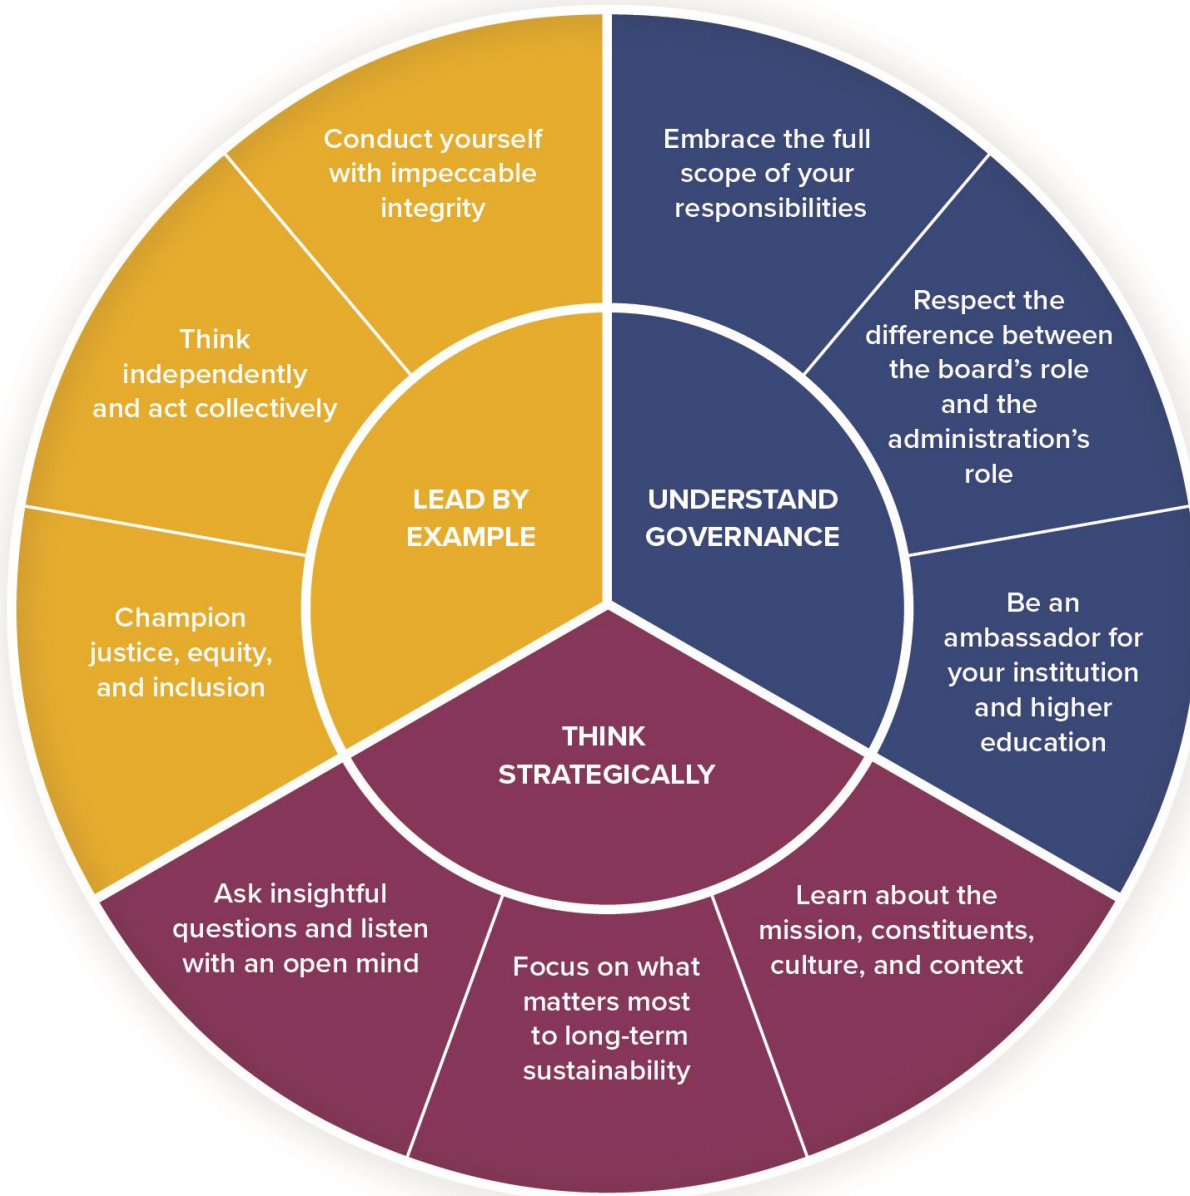 Conduct yourself
with impeccable
integrity
Embrace the full
scope of your
responsibilities
Think
independently
and act collectively
Respect the
difference between
the board’s role
and the
administration’s
role
LEAD BY
EXAMPLE
UNDERSTAND
GOVERNANCE
Champion
justice, equity,
and inclusion
Be an
ambassador for
your institution
and higher
education
THINK
STRATEGICALLY
Ask insightful
questions and listen
with an open mind
Focus on what
matters most
to long-term
sustainability
Learn about the
mission, constituents,
culture, and context